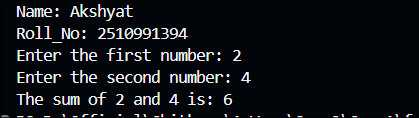 Name: Akshyat
Roll_No: 2510991394
Enter the first number: 2
Enter the second number: 4
The sum of 2 and 4 is: 6